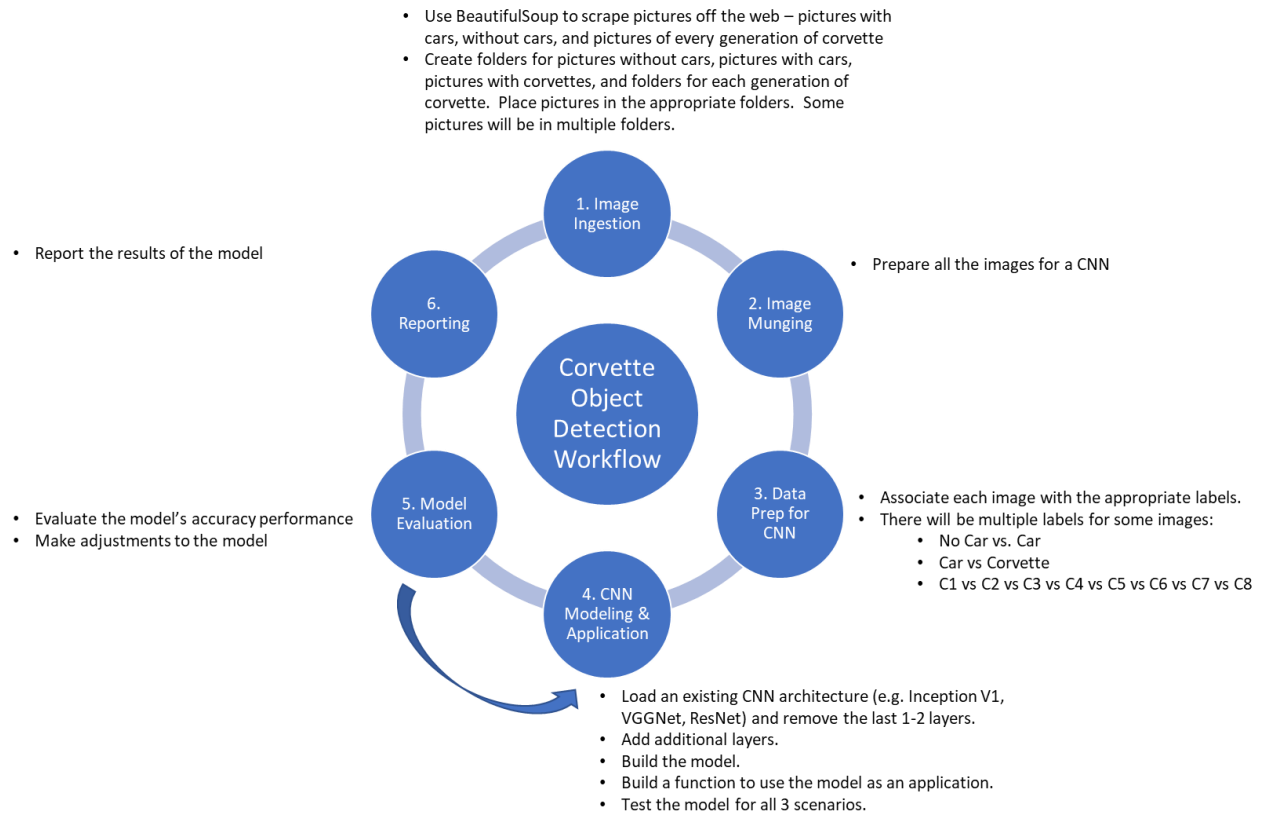 • Use BeautifulSoup to scrape pictures off the web – pictures with
cars, without cars, and pictures of every generation of corvette
• Create folders for pictures without cars, pictures with cars,
pictures with corvettes, and folders for each generation of
corvette.  Place pictures in the appropriate folders.  Some
pictures will be in multiple folders.
1. Image
Ingestion
• Prepare all the images for a CNN
2. Image
Munging
• Associate each image with the appropriate labels.
• There will be multiple labels for some images:
• No Car vs. Car
• Car vs Corvette
• C1 vs C2 vs C3 vs C4 vs C5 vs C6 vs C7 vs C8
3. Data
Prep for
CNN
4. CNN
Modeling &
Application
• Load an existing CNN architecture (e.g. Inception V1,
VGGNet, ResNet) and remove the last 1-2 layers.
• Add additional layers.
• Build the model.
• Build a function to use the model as an application.
• Test the model for all 3 scenarios.
5. Model
Evaluation
• Evaluate the model’s accuracy performance
• Make adjustments to the model
6.
Reporting
• Report the results of the model
Corvette
Object
Detection
Workflow